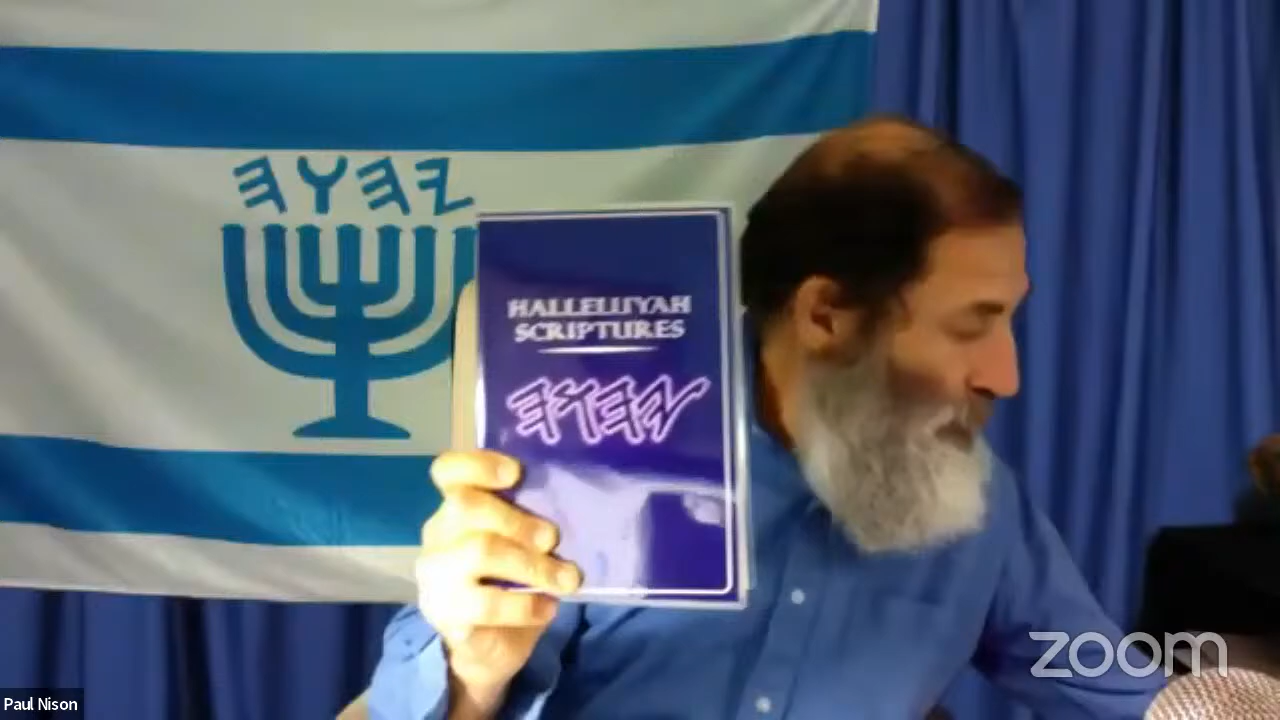 𐤉𐤄𐤅𐤄
HALLELUYAH
SCRIPTURES
𐤉𐤄𐤅𐤄
zoom
Paul Nison